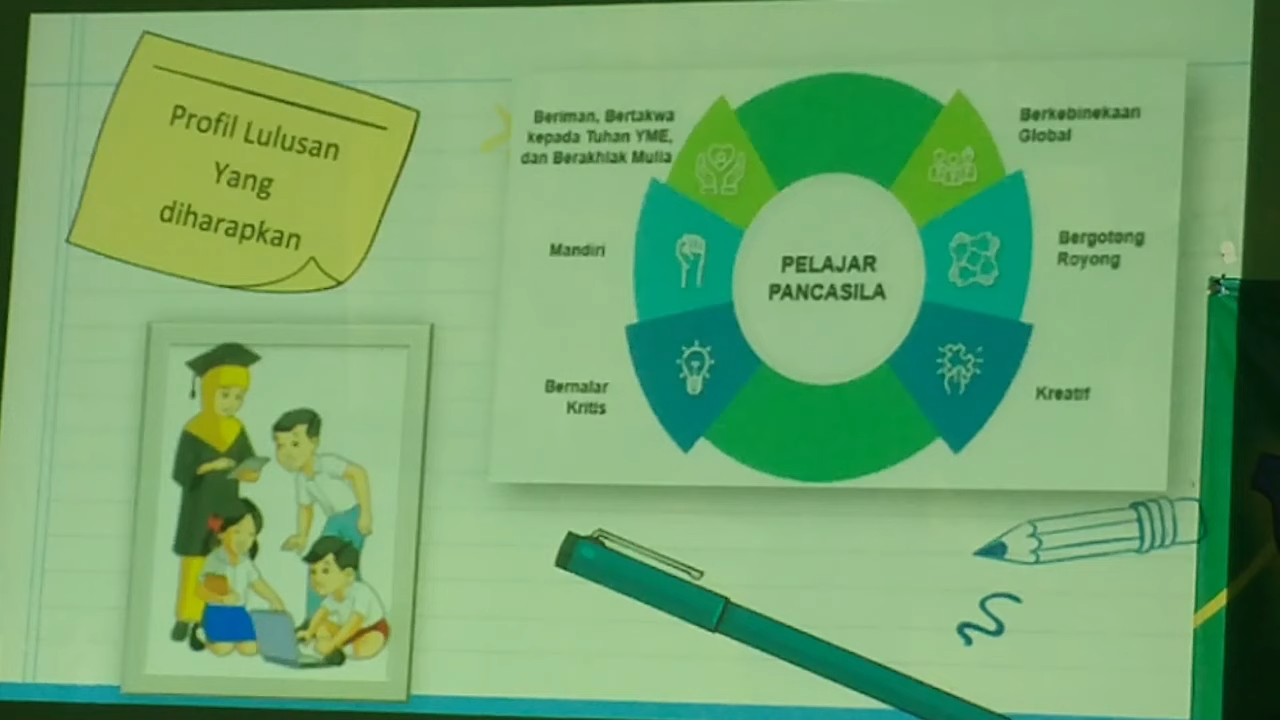 Profil Lulusan
Yang
diharapkan
Beriman, Bertakwa
kepada Tuhan YME,
dan Berakhlak Mulia
Berkebinekaan
Global
Mandiri
Bergotong
Royong
PELAJAR
PANCASILA
Bernalar
Kritis
Kreatif